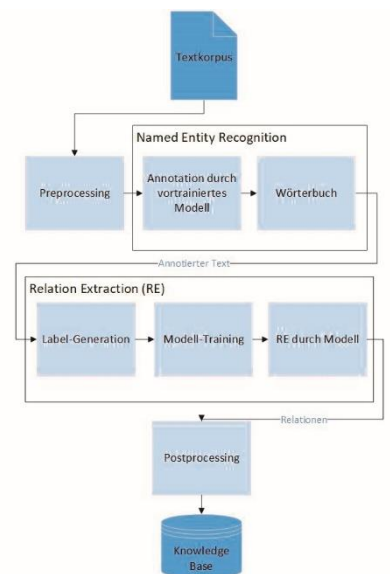 Textkorpus
Named Entity Recognition
Preprocessing
Annotation durch
vortrainiertes
Modell
Wörterbuch
Annotierter Text
Relation Extraction (RE)
Label-Generation
Modell-Training
RE durch Modell
Relationen
Postprocessing
Knowledge
Base